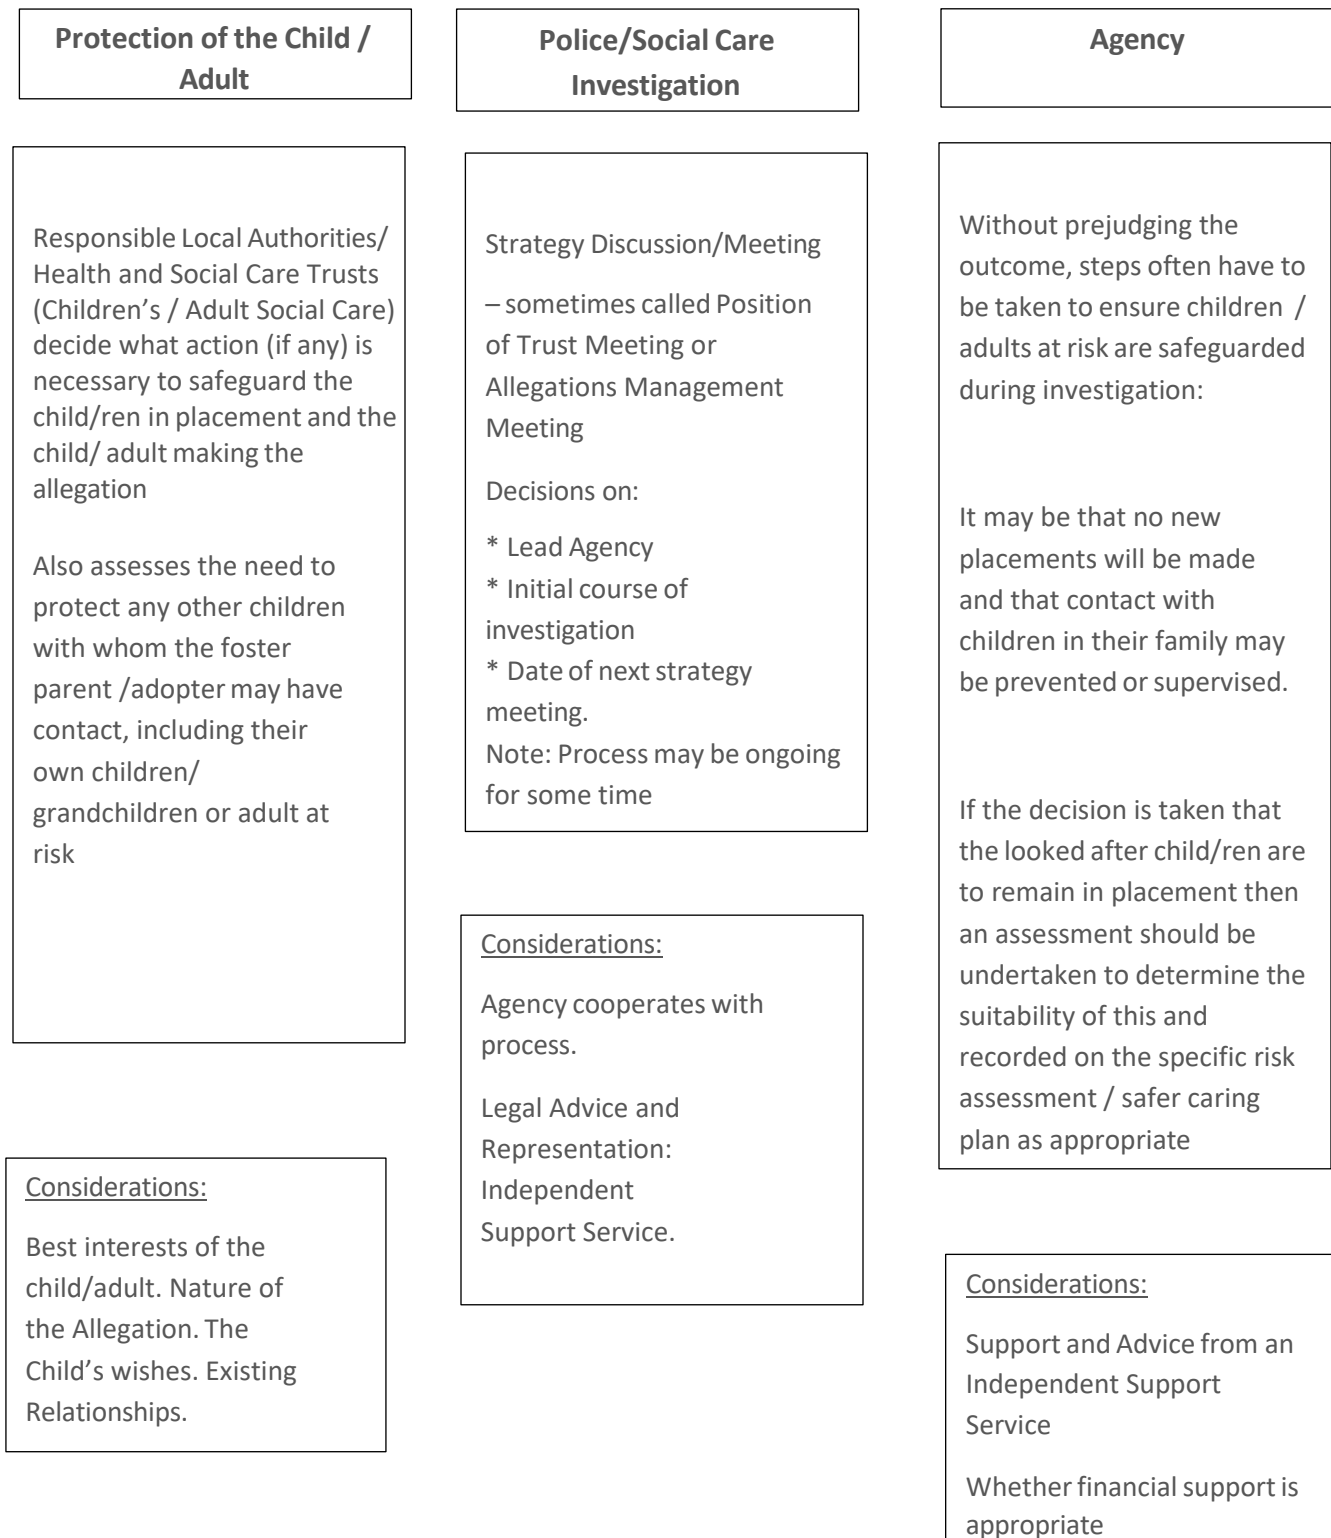 Protection of the Child /
Adult
Responsible Local Authorities/
Health and Social Care Trusts
(Children’s / Adult Social Care)
decide what action (if any) is
necessary to safeguard the
child/ren in placement and the
child/ adult making the
allegation
Also assesses the need to
protect any other children
with whom the foster
parent /adopter may have
contact, including their
own children/
grandchildren or adult at
risk
Considerations:
Best interests of the
child/adult. Nature of
the Allegation. The
Child’s wishes. Existing
Relationships.
Police/Social Care
Investigation
Strategy Discussion/Meeting
– sometimes called Position
of Trust Meeting or
Allegations Management
Meeting
Decisions on:
* Lead Agency
* Initial course of
investigation
* Date of next strategy
meeting.
Note: Process may be ongoing
for some time
Considerations:
Agency cooperates with
process.
Legal Advice and
Representation:
Independent
Support Service.
Agency
Without prejudging the
outcome, steps often have to
be taken to ensure children /
adults at risk are safeguarded
during investigation:
It may be that no new
placements will be made
and that contact with
children in their family may
be prevented or supervised.
If the decision is taken that
the looked after child/ren are
to remain in placement then
an assessment should be
undertaken to determine the
suitability of this and
recorded on the specific risk
assessment / safer caring
plan as appropriate
Considerations:
Support and Advice from an
Independent Support
Service
Whether financial support is
appropriate